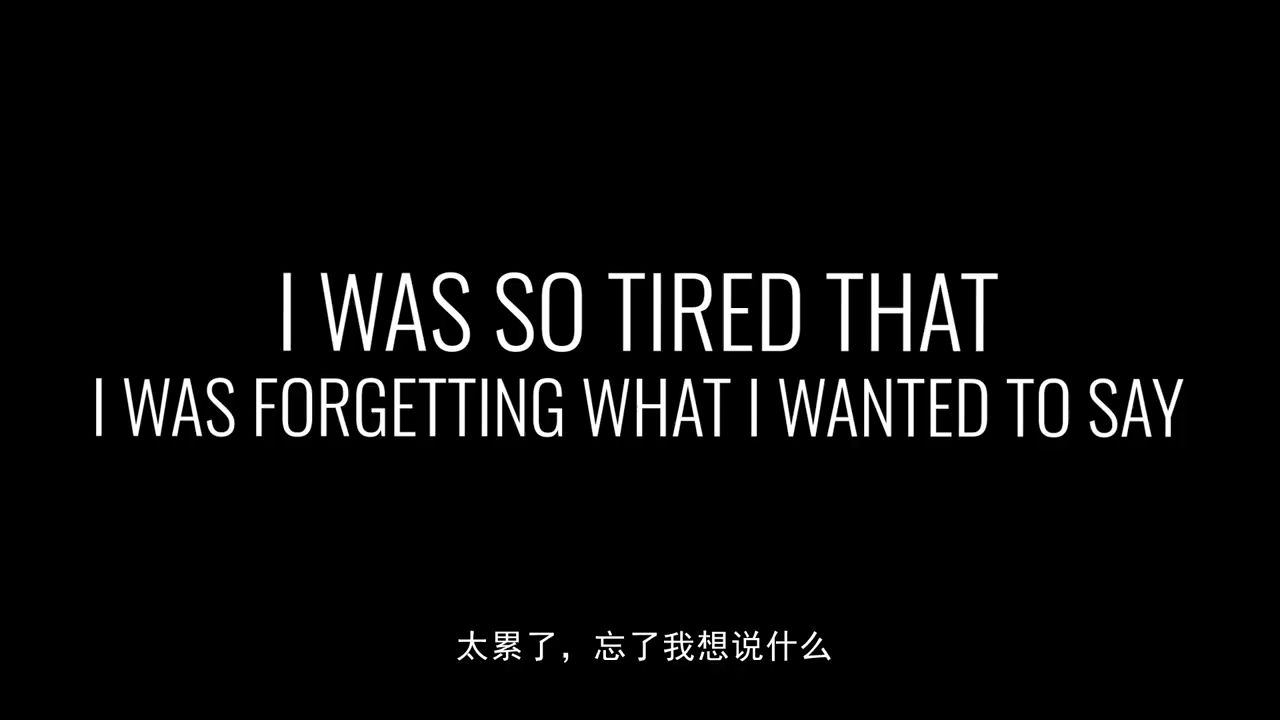 I WAS SO TIRED THAT
I WAS FORGETTING WHAT I WANTED TO SAY
太累了，忘了我想说什么